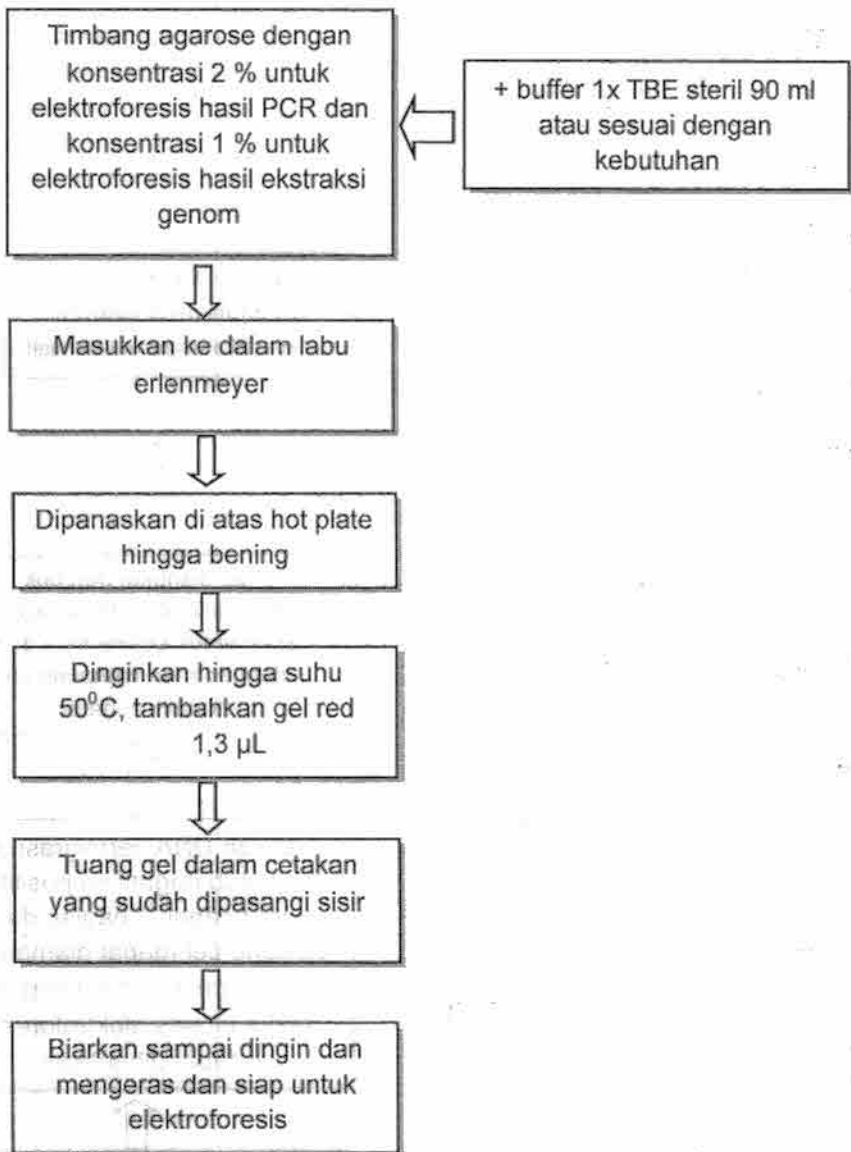 Timbang agarose dengan
konsentrasi 2 % untuk
elektroforesis hasil PCR dan
konsentrasi 1 % untuk
elektroforesis hasil ekstraksi
genom
+ buffer 1x TBE steril 90 ml
atau sesuai dengan
kebutuhan
Masukkan ke dalam labu
erlenmeyer
Dipanaskan di atas hot plate
hingga bening
Dinginkan hingga suhu
50⁰C, tambahkan gel red
1,3 µL
Tuang gel dalam cetakan
yang sudah dipasangi sisir
Biarkan sampai dingin dan
mengeras dan siap untuk
elektroforesis